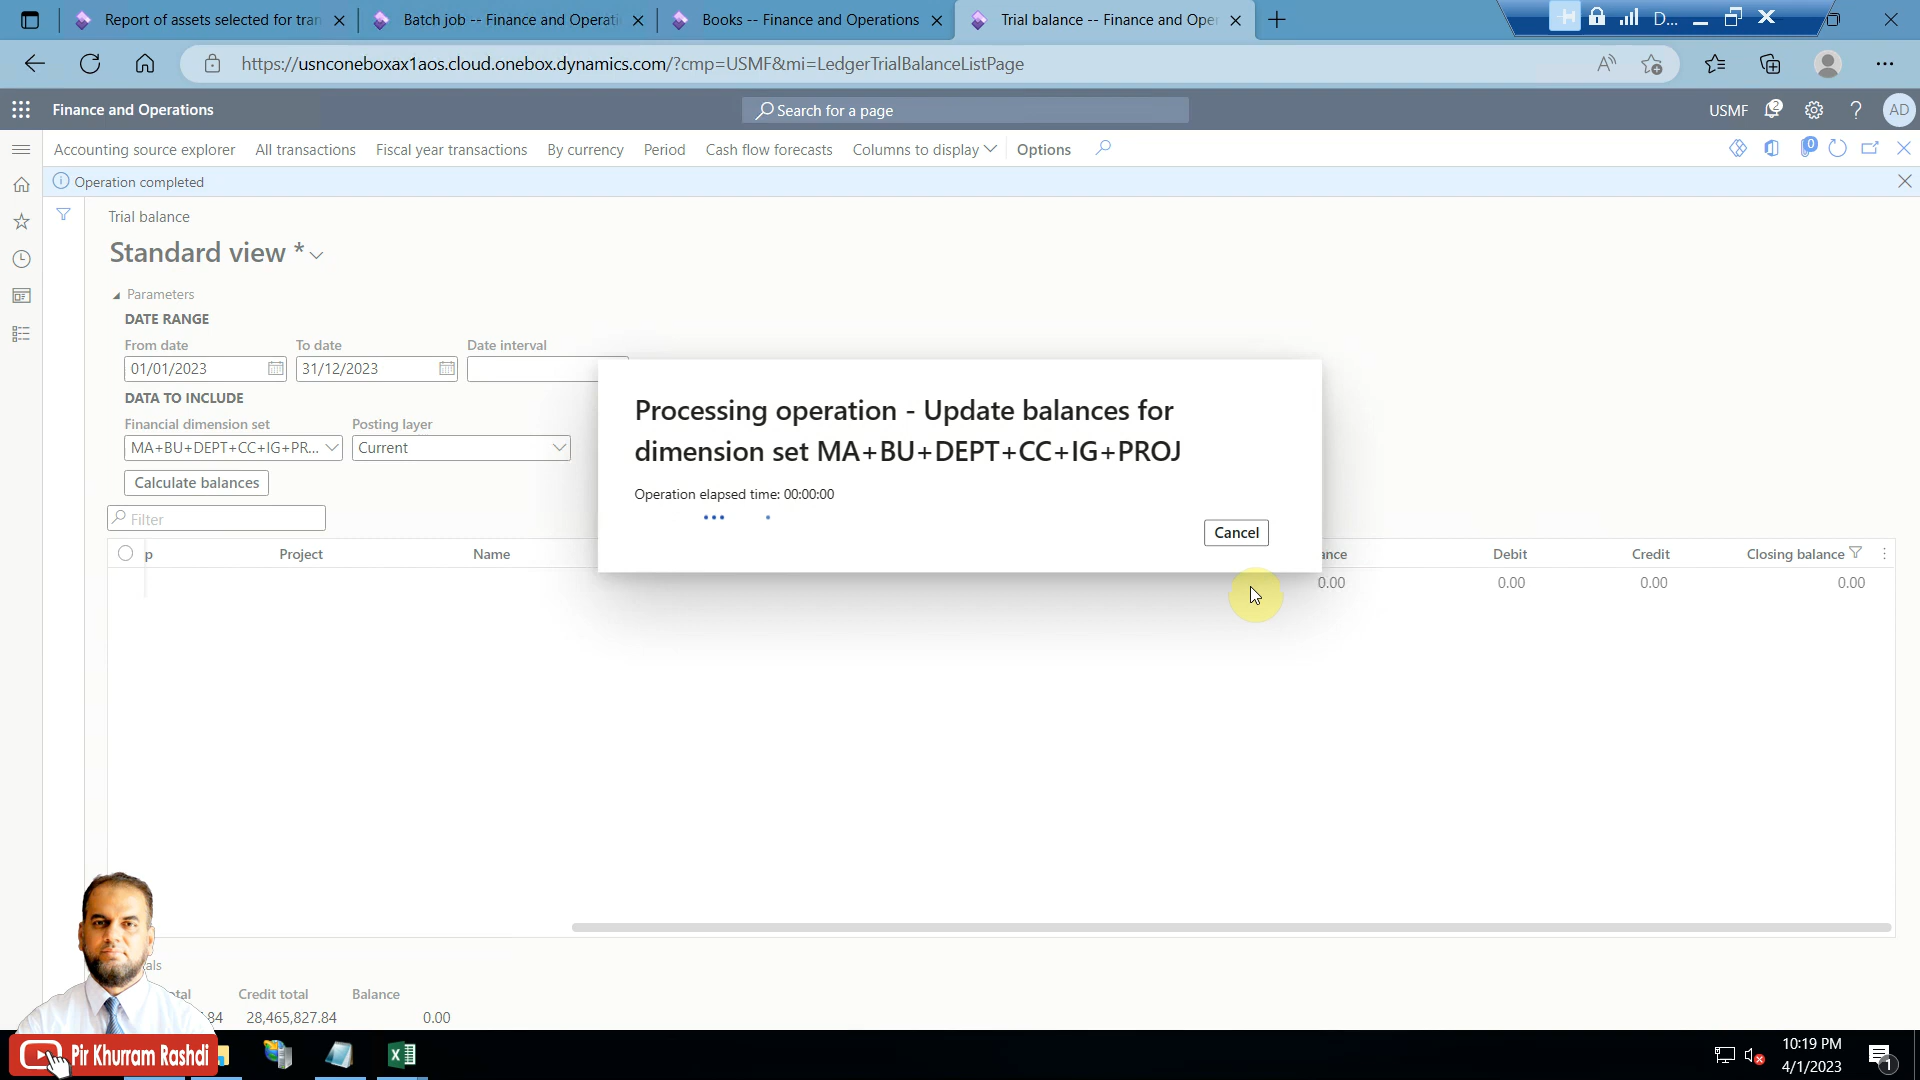 Report of assets selected for tran
Batch job -- Finance and Operati
Books -- Finance and Operations
Trial balance -- Finance and Oper
D...
https://usnconeboxax1aos.cloud.onebox.dynamics.com/?cmp=USMF&mi=LedgerTrialBalanceListPage
Finance and Operations
Search for a page
USMF
2
?
AD
Accounting source explorer
All transactions
Fiscal year transactions
By currency
Period
Cash flow forecasts
Columns to display
Options
0
Operation completed
Trial balance
Standard view *
Parameters
DATE RANGE
From date
To date
Date interval
01/01/2023
31/12/2023
DATA TO INCLUDE
Financial dimension set
Posting layer
MA+BU+DEPT+CC+IG+PR...
Current
Calculate balances
Filter
Processing operation - Update balances for
dimension set MA+BU+DEPT+CC+IG+PROJ
Operation elapsed time: 00:00:00
Cancel
p
Project
Name
ance
Debit
Credit
Closing balance
0.00
0.00
0.00
0.00
als
otal
Credit total
Balance
.84
28,465,827.84
0.00
Pir Khurram Rashdi
10:19 PM
4/1/2023
1